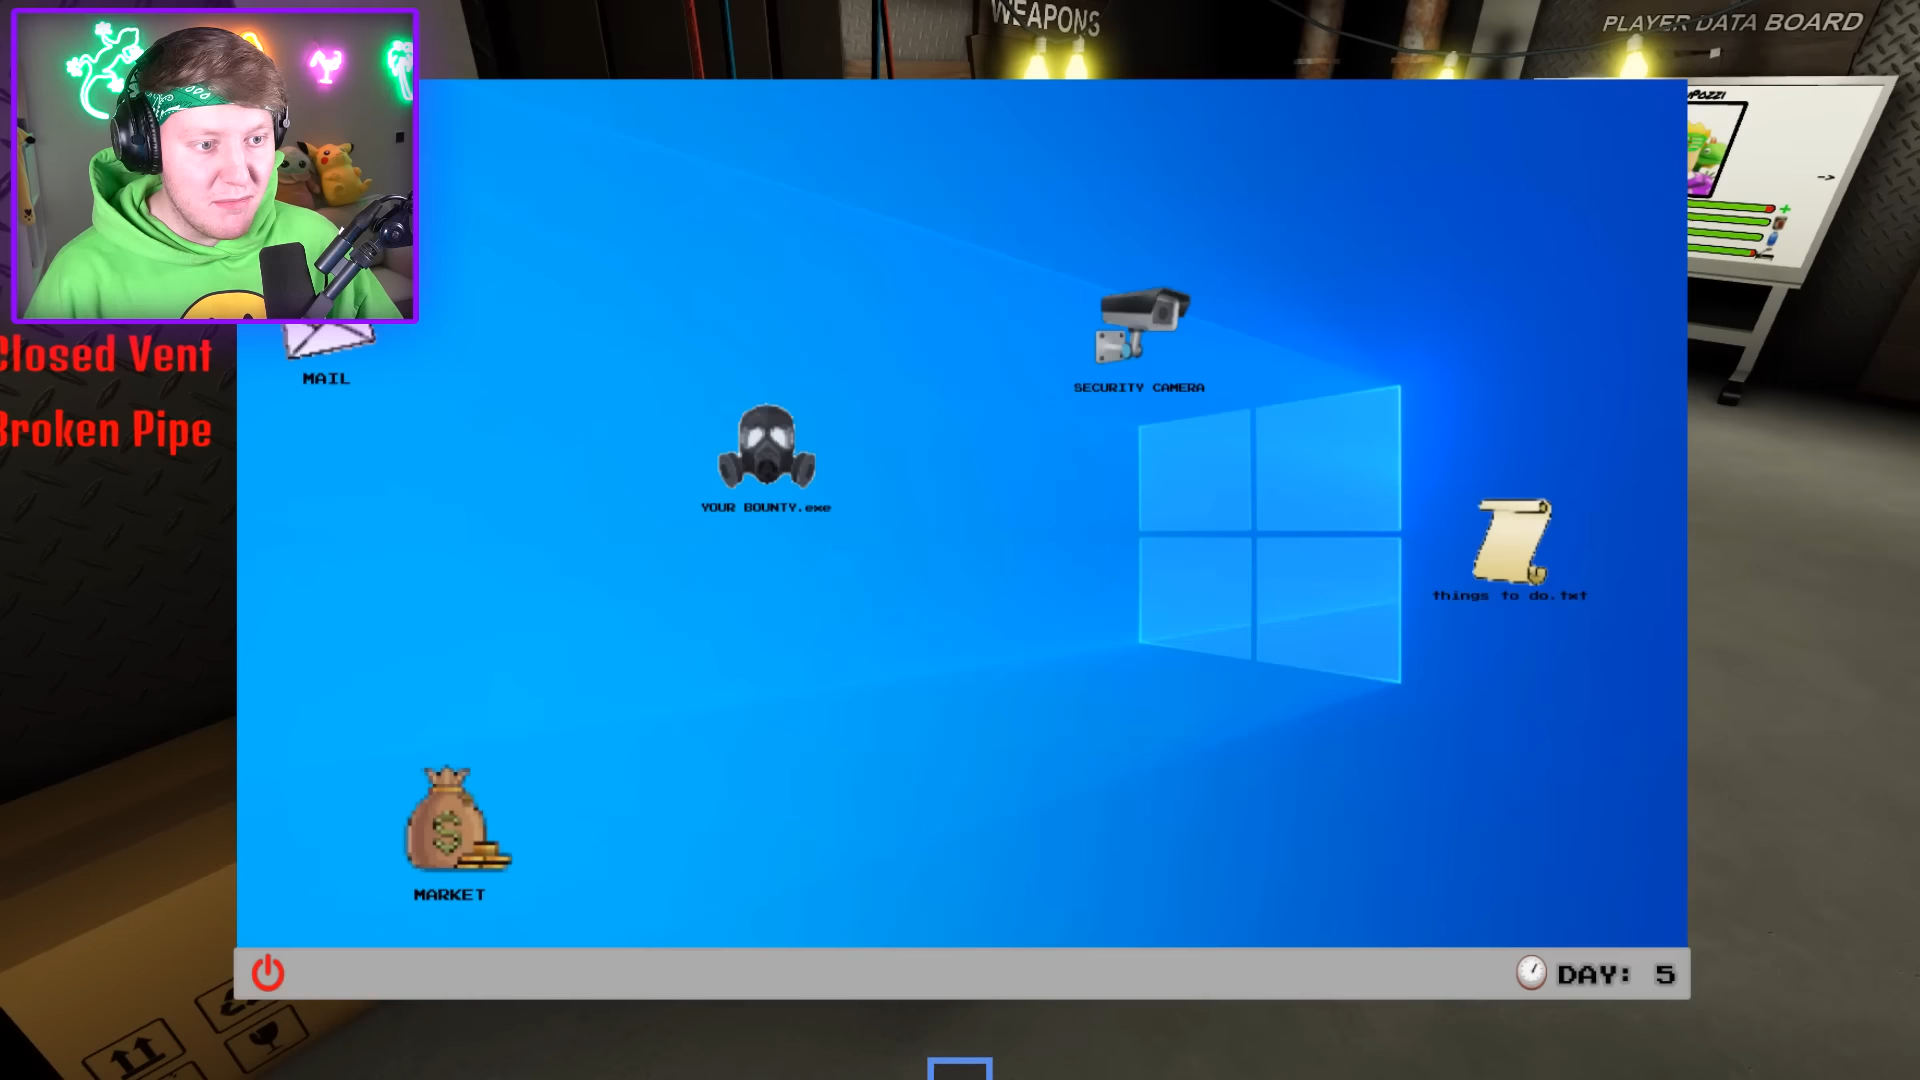 WEAPONS
PLAYER DATA BOARD
Closed Vent
Broken Pipe
MAIL
SECURITY CAMERA
YOUR BOUNTY.exe
things to do.txt
$
MARKET
DAY: 5